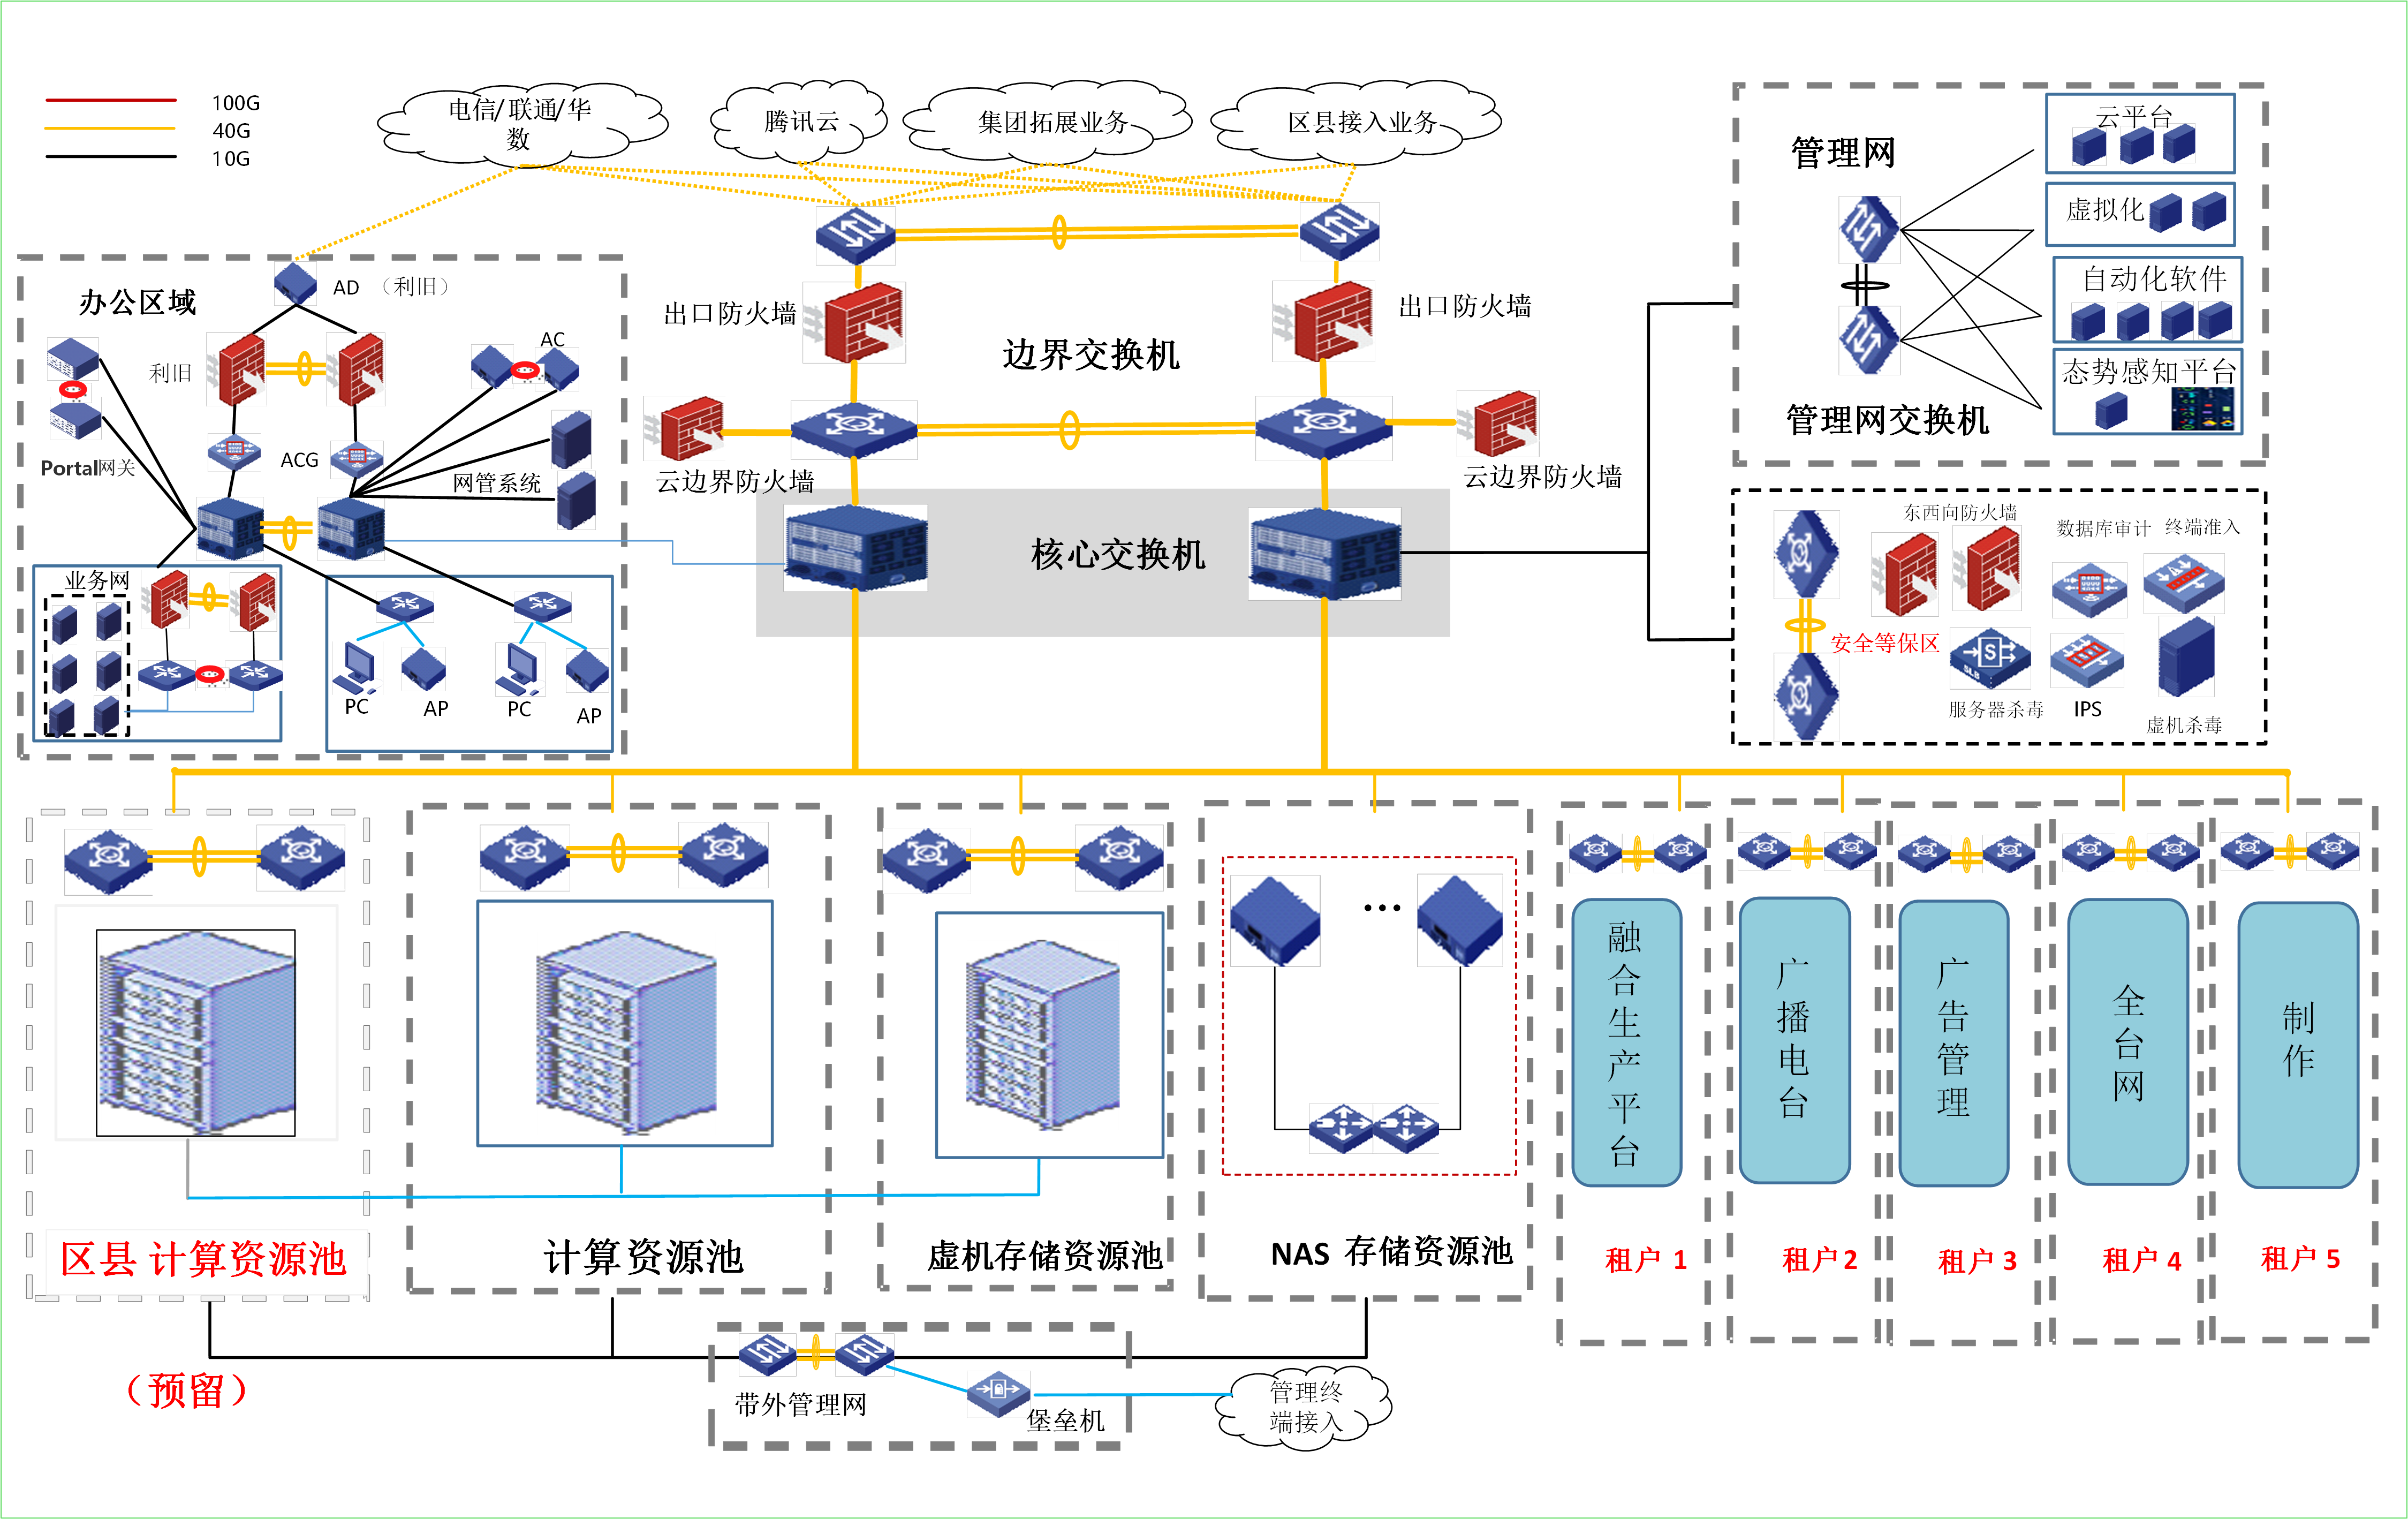 100G
40G
10G
电信/联通/华
数
腾讯云
集团拓展业务
区县接入业务
办公区域
AD （利旧）
利旧
AC
Portal网关
ACG
网管系统
业务网
PC
AP
PC
AP
出口防火墙
出口防火墙
边界交换机
云边界防火墙
云边界防火墙
核心交换机
管理网
云平台
虚拟化
自动化软件
态势感知平台
管理网交换机
东西向防火墙
数据库审计
终端准入
安全等保区
服务器杀毒
IPS
虚机杀毒
区县 计算资源池
计算资源池
虚机存储资源池
NAS 存储资源池
融合生产平台
广播电台
广告管理
全台网
制作
租户 1
租户 2
租户 3
租户 4
租户 5
（预留）
带外管理网
堡垒机
管理终
端接入